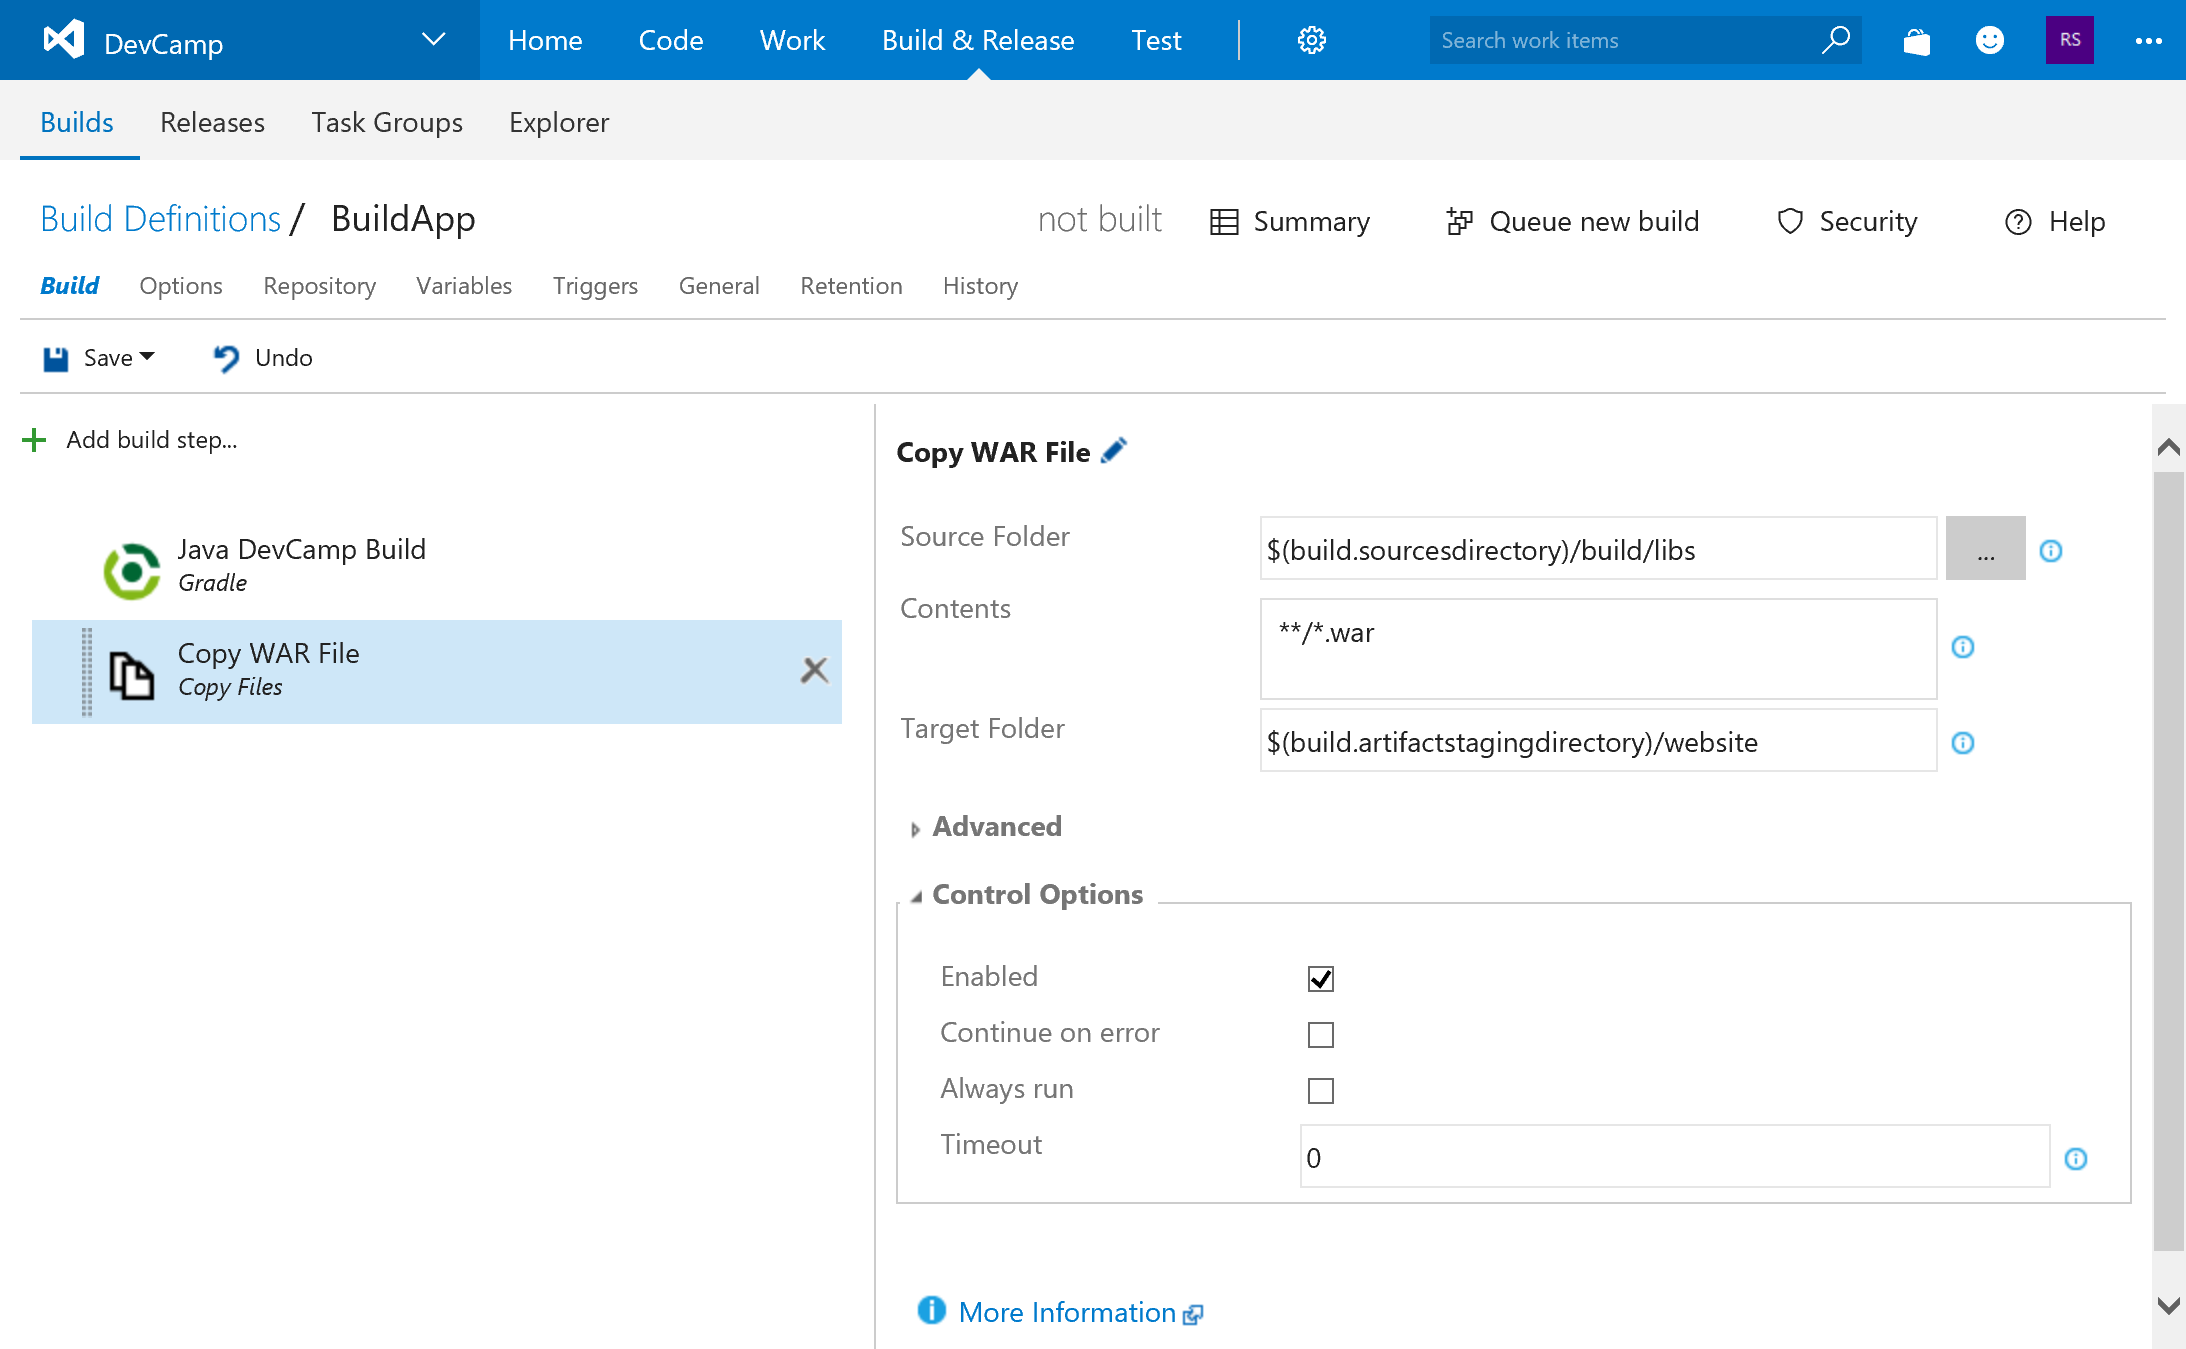 DevCamp Home Code Work Build & Release Test Search work items RS
Builds Releases Task Groups Explorer
Build Definitions / BuildApp not built Summary Queue new build Security Help
Build Options Repository Variables Triggers General Retention History
Save Undo
Add build step...
Java DevCamp Build
Gradle
Copy WAR File
Copy Files
Copy WAR File
Source Folder $(build.sourcesdirectory)/build/libs ...
Contents **/*.war
Target Folder $(build.artifactstagingdirectory)/website
Advanced
Control Options
Enabled
Continue on error
Always run
Timeout 0
More Information